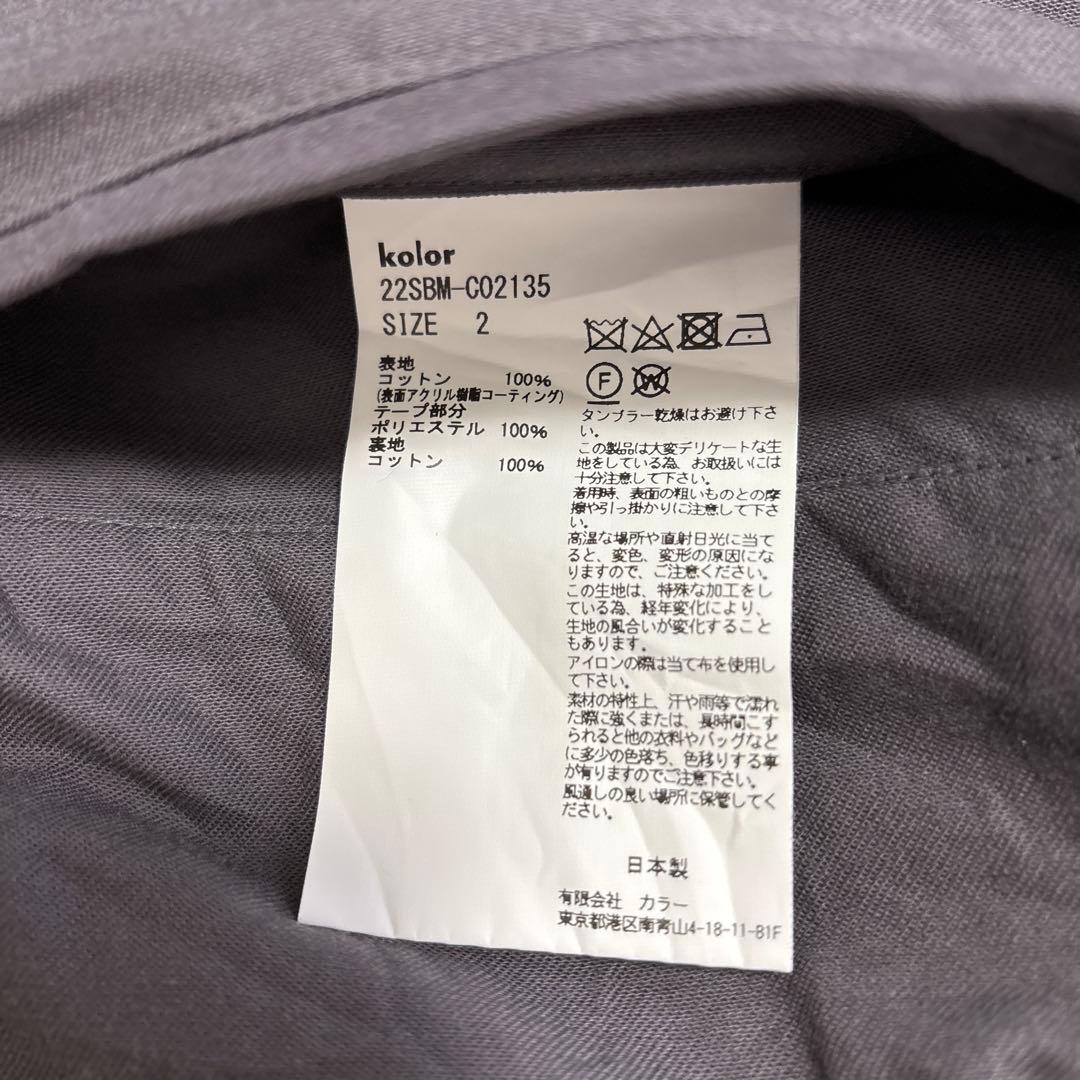 kolor
22SBM-C02135
SIZE 2
表地
コットン 100%
(表面アクリル樹脂コーティング)
テープ部分
ポリエステル 100%
裏地
コットン 100%
F
W
タンブラー乾燥はお避け下さ
い。
この製品は大変デリケートな生
地をしている為、お取扱いには
十分注意して下さい。
着用時、表面の粗いものとの摩
擦や引っ掛かりに注意して下さ
い。
高温な場所や直射日光に当て
ると、変色、変形の原因にな
りますので、ご注意ください。
この生地は、特殊な加工をし
ている為、経年変化により、
生地の風合いが変化すること
もあります。
アイロンの際は当て布を使用し
て下さい。
素材の特性上、汗や雨等で濡れ
た際に強くまたは、長時間こす
られると他の衣料やバッグなど
に多少の色落ち、色移りする事
が有りますのでご注意下さい。
風通しの良い場所に保管してく
ださい。
日本製
有限会社 カラー
東京都港区南青山4-18-11-B1F